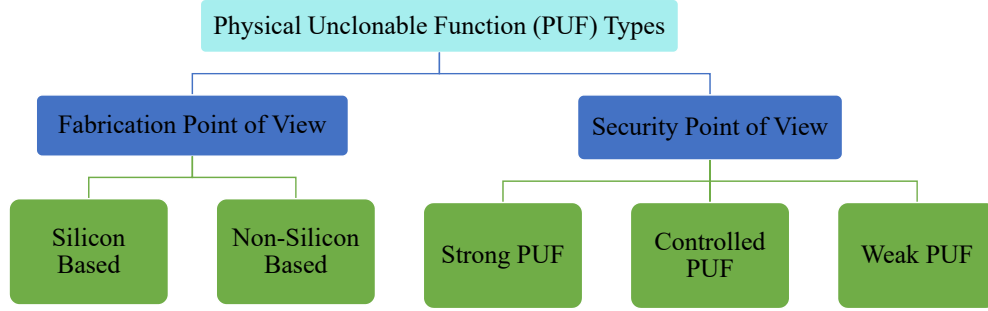 Physical Unclonable Function (PUF) Types
Fabrication Point of View
Security Point of View
Silicon
Based
Non-Silicon
Based
Strong PUF
Controlled
PUF
Weak PUF